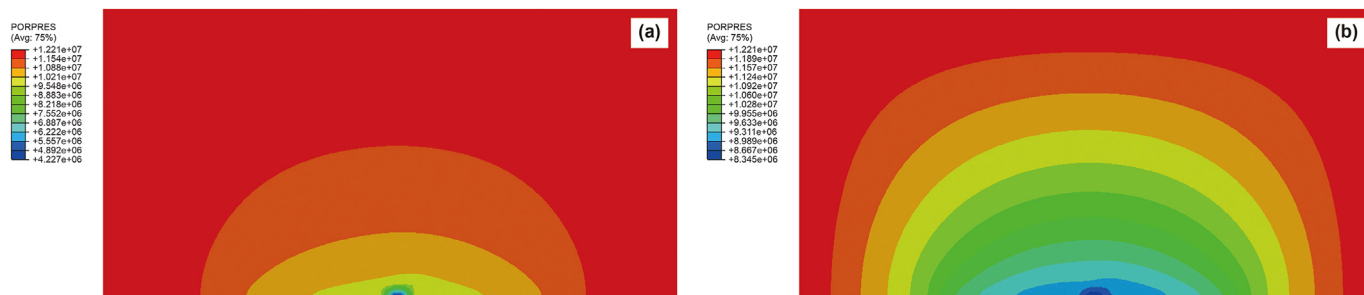 PORPRES
(Avg: 75%)
+1.221e+07
+1.154e+07
+1.088e+07
+1.021e+07
+9.548e+06
+8.883e+06
+8.218e+06
+7.552e+06
+6.887e+06
+6.222e+06
+5.557e+06
+4.892e+06
+4.227e+06
(a)
PORPRES
(Avg: 75%)
+1.221e+07
+1.189e+07
+1.157e+07
+1.124e+07
+1.092e+07
+1.060e+07
+1.028e+07
+9.955e+06
+9.633e+06
+9.311e+06
+8.989e+06
+8.667e+06
+8.345e+06
(b)